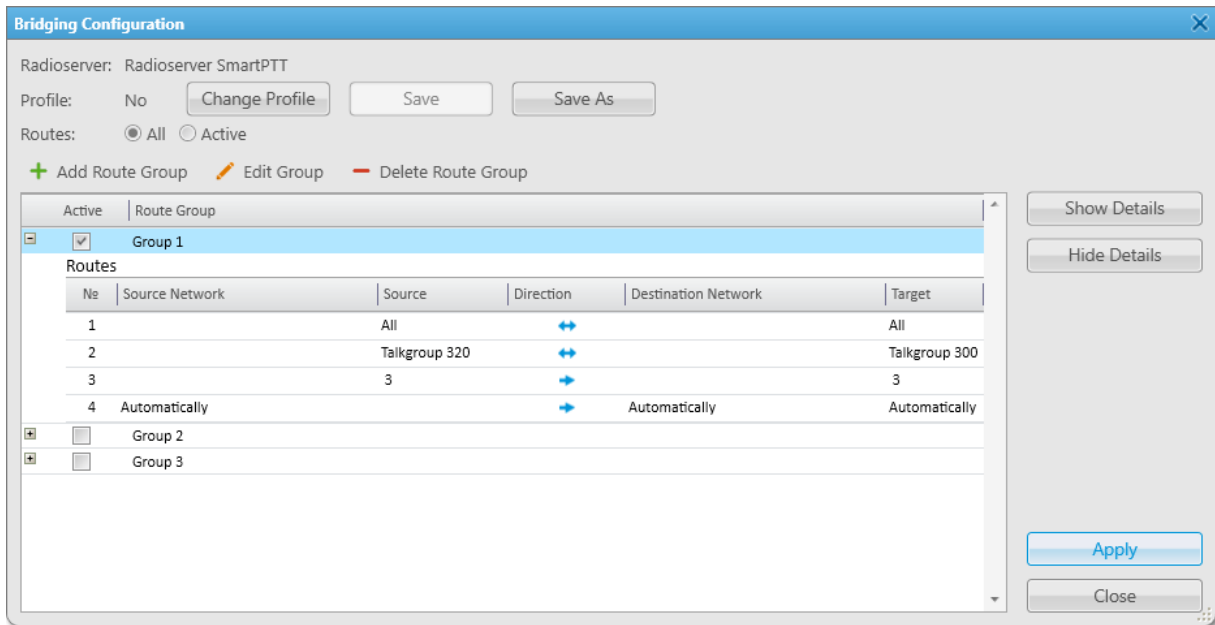 Bridging Configuration
Radioserver: Radioserver SmartPTT
Profile: No Change Profile Save Save As
Routes: All Active
Add Route Group Edit Group Delete Route Group
Active Route Group
Group 1
Routes
№ Source Network Source Direction Destination Network Target
1 All All
2 Talkgroup 320 Talkgroup 300
3 3 3
4 Automatically Automatically Automatically
Group 2
Group 3
Show Details
Hide Details
Apply
Close